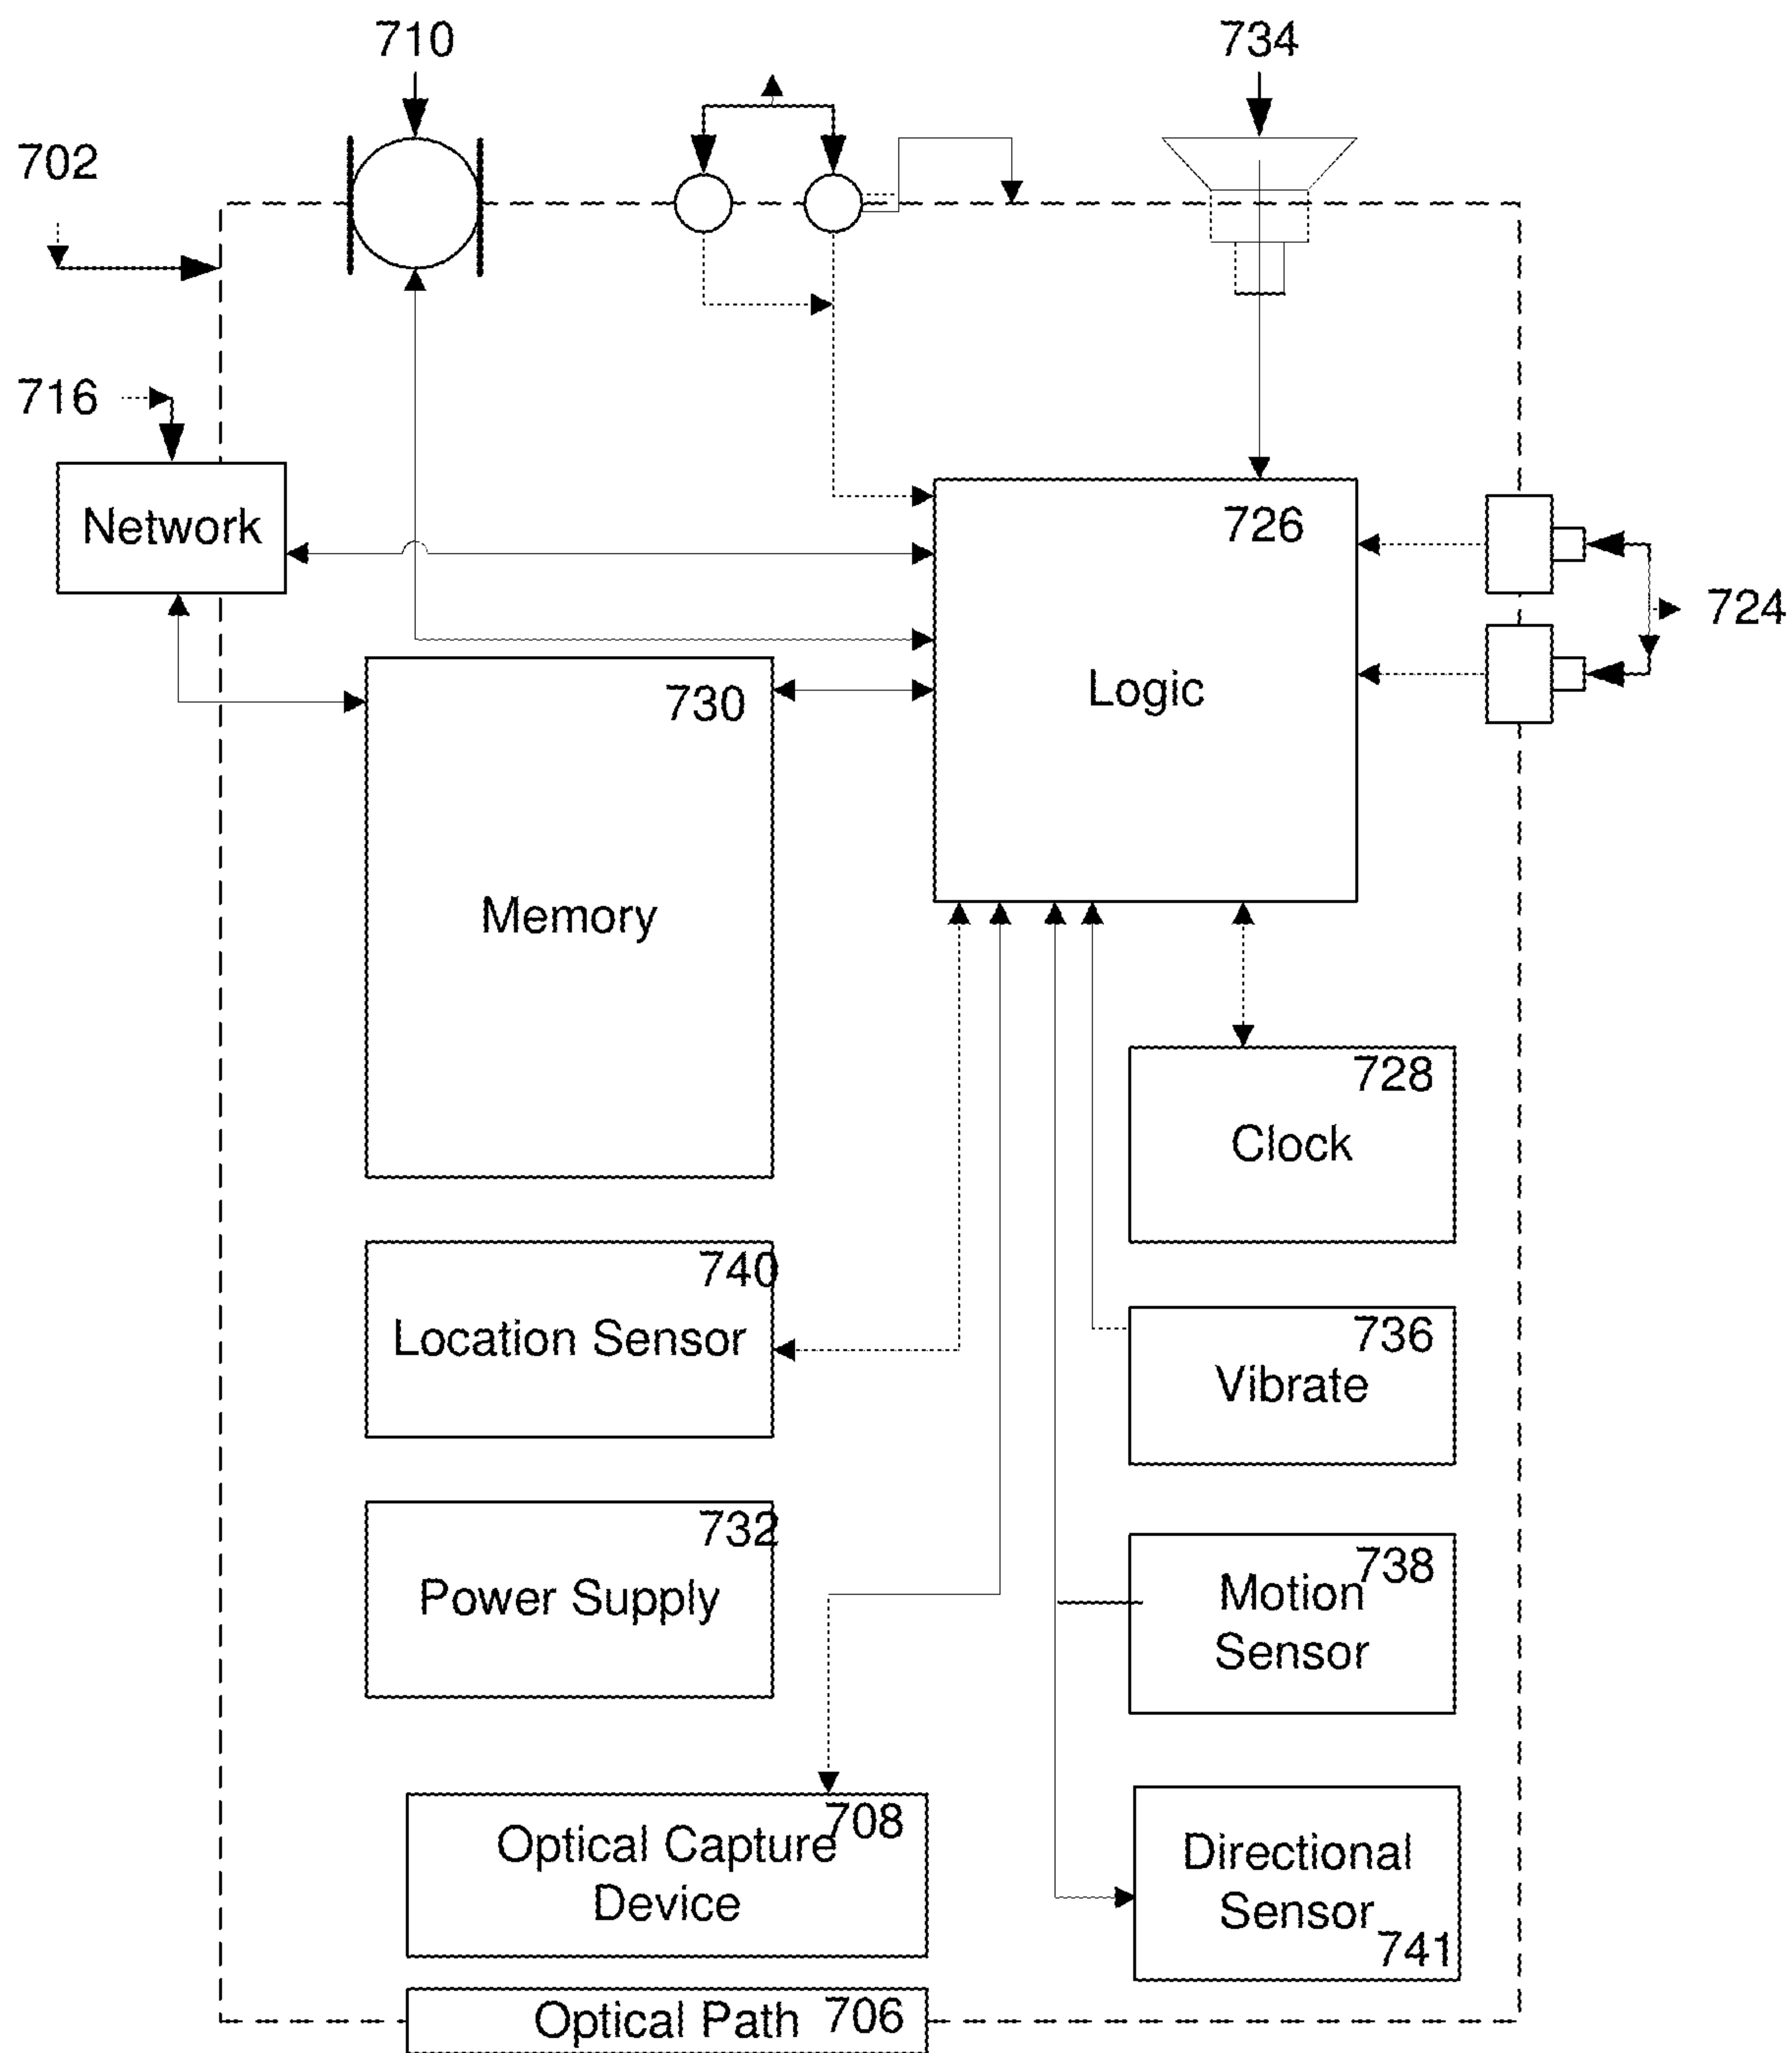 710
734
702
716
Network
726
724
Logic
730
Memory
728
Clock
740
Location Sensor
736
Vibrate
732
Power Supply
738
Motion
Sensor
708
Optical Capture
Device
Directional
Sensor
741
Optical Path 706